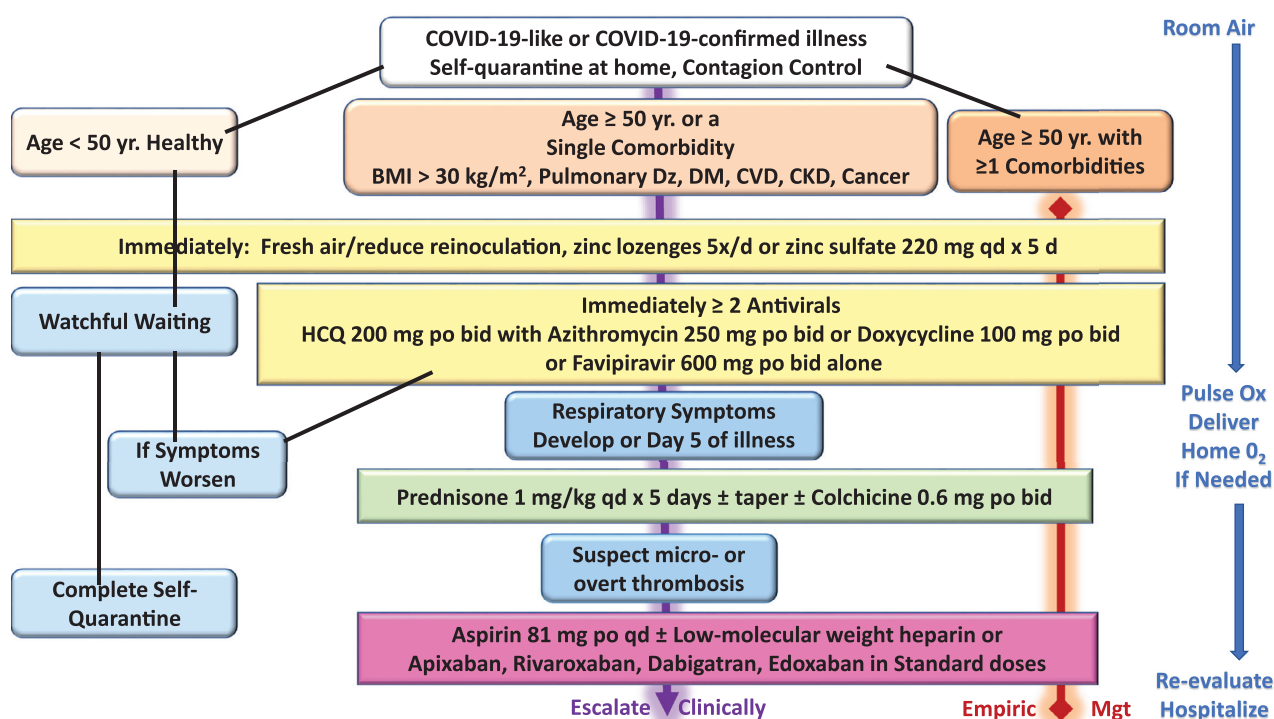 COVID-19-like or COVID-19-confirmed illness
Self-quarantine at home, Contagion Control
Room Air
Age < 50 yr. Healthy
Age ≥ 50 yr. or a
Single Comorbidity
BMI > 30 kg/m², Pulmonary Dz, DM, CVD, CKD, Cancer
Age ≥ 50 yr. with
≥1 Comorbidities
Immediately: Fresh air/reduce reinoculation, zinc lozenges 5x/d or zinc sulfate 220 mg qd x 5 d
Watchful Waiting
Immediately ≥ 2 Antivirals
HCQ 200 mg po bid with Azithromycin 250 mg po bid or Doxycycline 100 mg po bid
or Favipiravir 600 mg po bid alone
Pulse Ox
Deliver
Home 0₂
If Needed
Respiratory Symptoms
Develop or Day 5 of illness
If Symptoms
Worsen
Prednisone 1 mg/kg qd x 5 days ± taper ± Colchicine 0.6 mg po bid
Suspect micro- or
overt thrombosis
Complete Self-
Quarantine
Aspirin 81 mg po qd ± Low-molecular weight heparin or
Apixaban, Rivaroxaban, Dabigatran, Edoxaban in Standard doses
Escalate Clinically
Empiric Mgt
Re-evaluate
Hospitalize